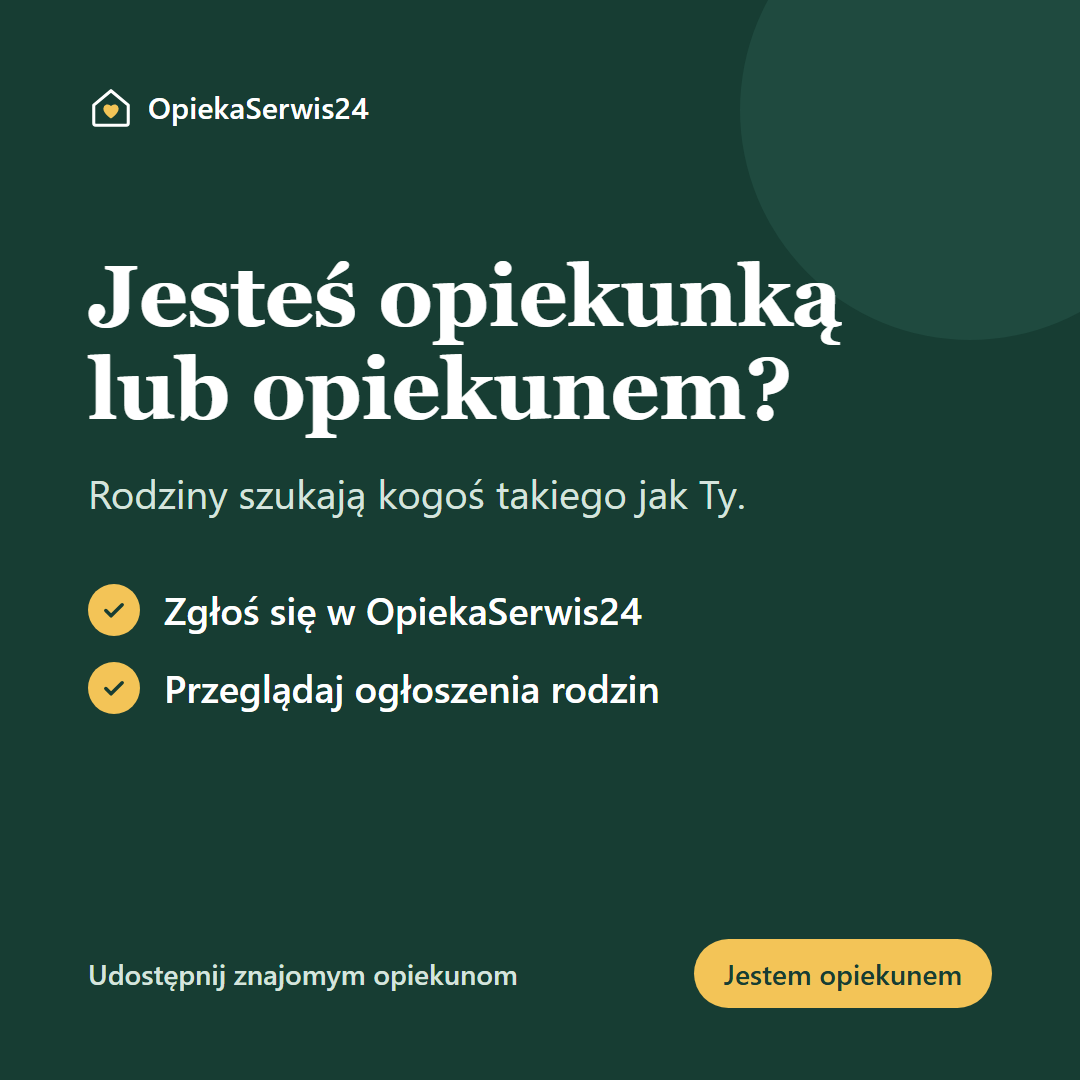 OpiekaSerwis24
Jesteś opiekunką
lub opiekunem?
Rodziny szukają kogoś takiego jak Ty.
Zgłoś się w OpiekaSerwis24
Przeglądaj ogłoszenia rodzin
Udostępnij znajomym opiekunom
Jestem opiekunem